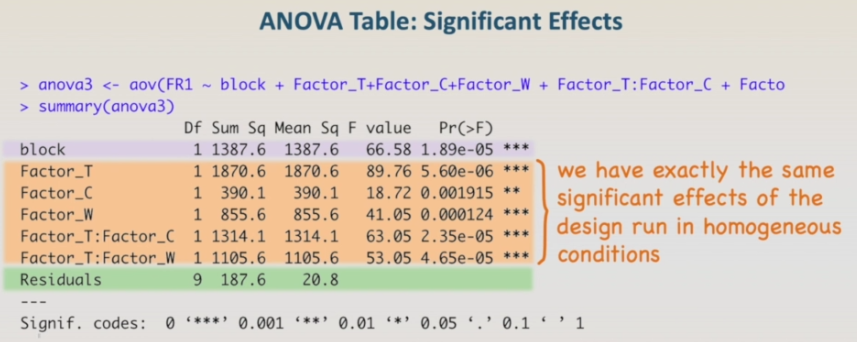 ANOVA Table: Significant Effects
> anova3 <- aov(FR1 ~ block + Factor_T+Factor_C+Factor_W + Factor_T:Factor_C + Facto
> summary(anova3)
Df Sum Sq Mean Sq F value Pr(>F)
block 1 1387.6 1387.6 66.58 1.89e-05 ***
Factor_T 1 1870.6 1870.6 89.76 5.60e-06 ***
Factor_C 1 390.1 390.1 18.72 0.001915 **
Factor_W 1 855.6 855.6 41.05 0.000124 ***
Factor_T:Factor_C 1 1314.1 1314.1 63.05 2.35e-05 ***
Factor_T:Factor_W 1 1105.6 1105.6 53.05 4.65e-05 ***
Residuals 9 187.6 20.8
---
Signif. codes: 0 ‘***’ 0.001 ‘**’ 0.01 ‘*’ 0.05 ‘.’ 0.1 ‘ ’ 1
we have exactly the same
significant effects of the
design run in homogeneous
conditions